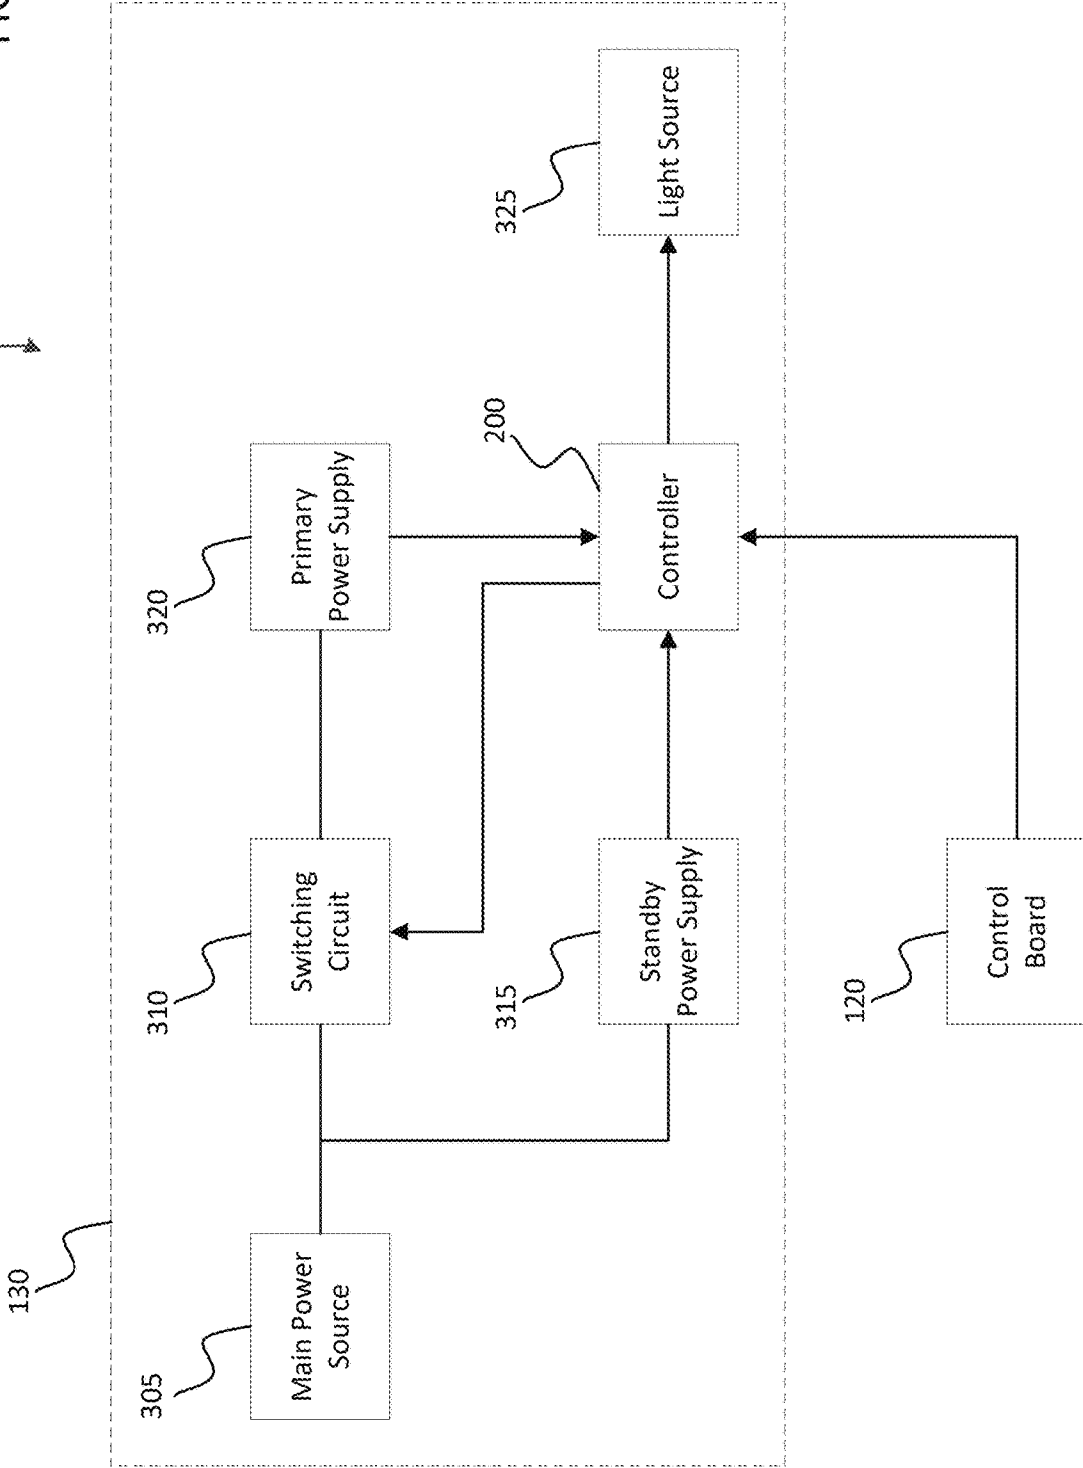 130
305
310
320
Main Power
Source
Switching
Circuit
Primary
Power Supply
315
200
325
Standby
Power Supply
Controller
Light Source
120
Control
Board